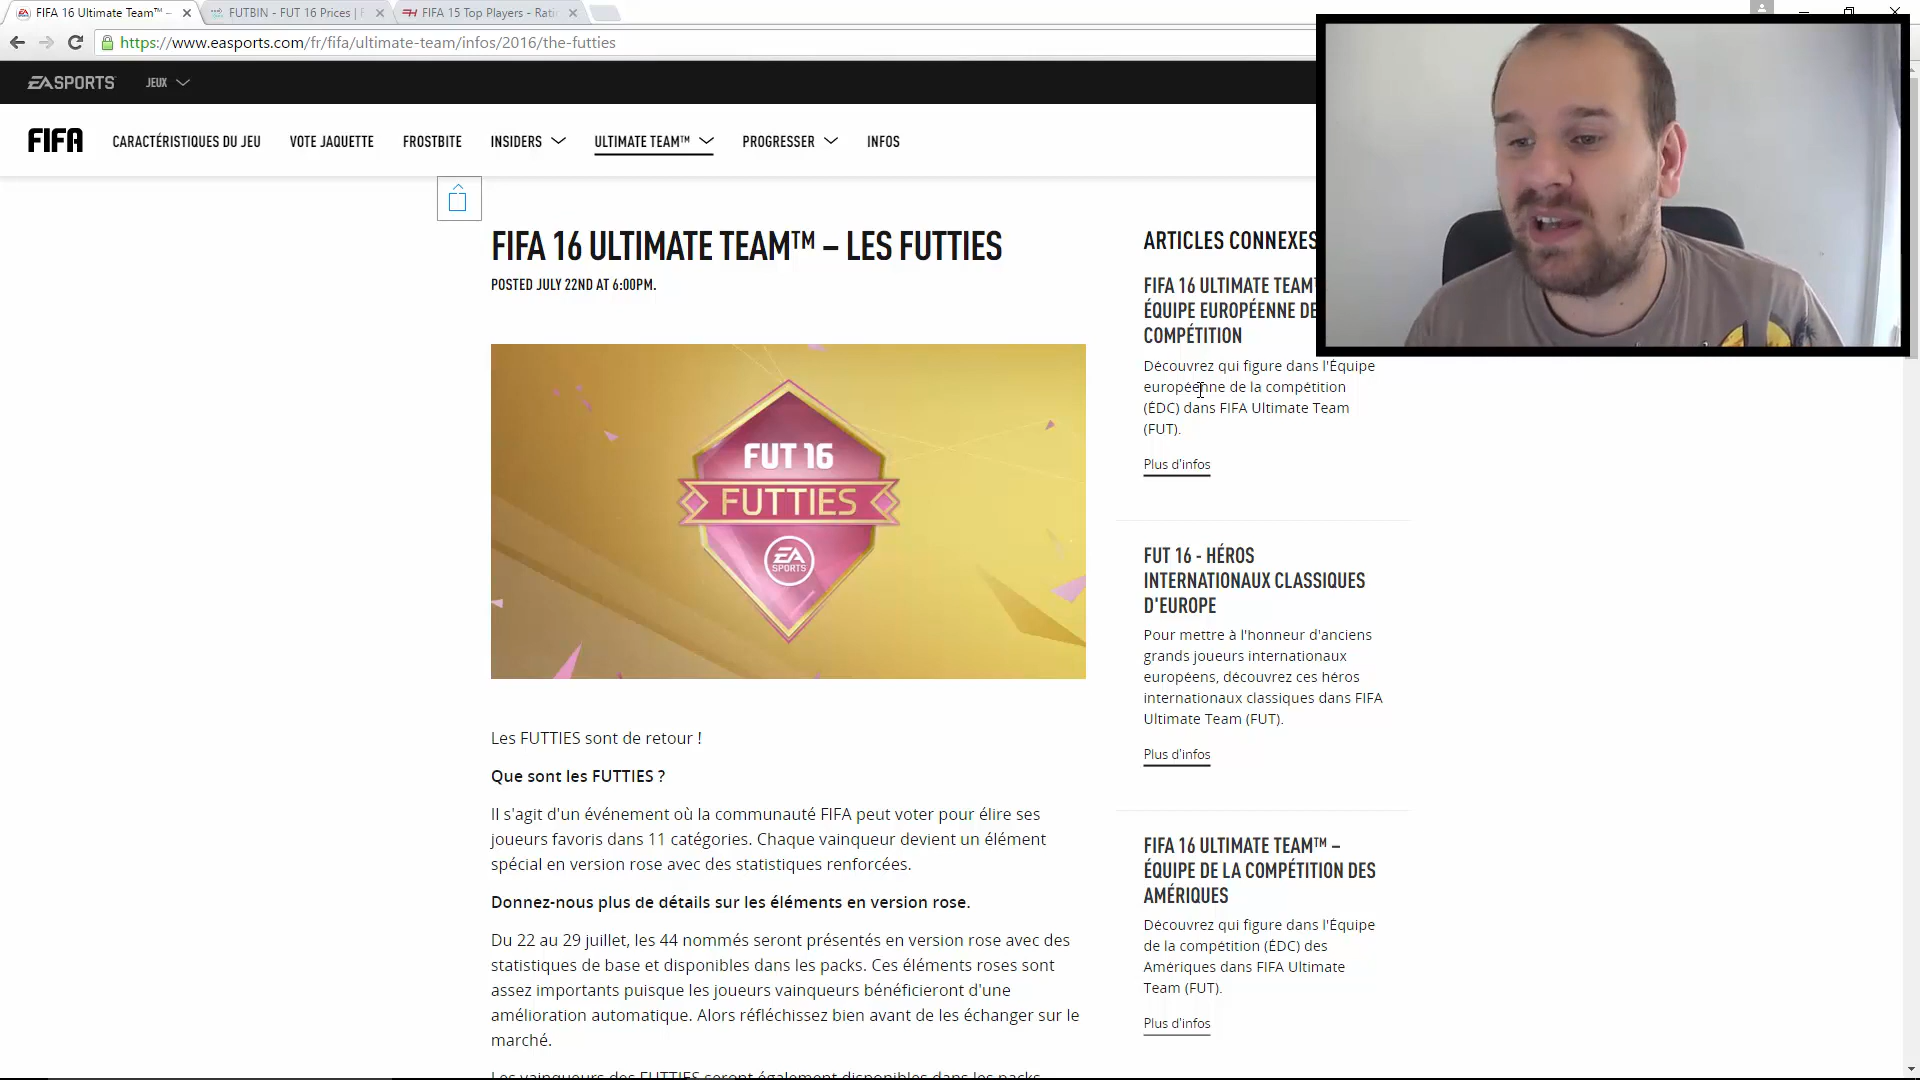 FIFA 16 Ultimate Team™ -
FUTBIN - FUT 16 Prices |
FIFA 15 Top Players - Rati
https://www.easports.com/fr/fifa/ultimate-team/infos/2016/the-futties
EA SPORTS
JEUX
FIFA
CARACTÉRISTIQUES DU JEU
VOTE JAQUETTE
FROSTBITE
INSIDERS
ULTIMATE TEAM™
PROGRESSER
INFOS
FIFA 16 ULTIMATE TEAM™ – LES FUTTIES
POSTED JULY 22ND AT 6:00PM.
FUT 16
FUTTIES
EA
SPORTS
Les FUTTIES sont de retour !
Que sont les FUTTIES ?
Il s'agit d'un événement où la communauté FIFA peut voter pour élire ses
joueurs favoris dans 11 catégories. Chaque vainqueur devient un élément
spécial en version rose avec des statistiques renforcées.
Donnez-nous plus de détails sur les éléments en version rose.
Du 22 au 29 juillet, les 44 nommés seront présentés en version rose avec des
statistiques de base et disponibles dans les packs. Ces éléments roses sont
assez importants puisque les joueurs vainqueurs bénéficieront d'une
amélioration automatique. Alors réfléchissez bien avant de les échanger sur le
marché.
Les vainqueurs des FUTTIES seront également disponibles dans les packs
ARTICLES CONNEXES
FIFA 16 ULTIMATE TEAM
ÉQUIPE EUROPÉENNE DE
COMPÉTITION
Découvrez qui figure dans l'Équipe
européenne de la compétition
(ÉDC) dans FIFA Ultimate Team
(FUT).
Plus d'infos
FUT 16 - HÉROS
INTERNATIONAUX CLASSIQUES
D'EUROPE
Pour mettre à l'honneur d'anciens
grands joueurs internationaux
européens, découvrez ces héros
internationaux classiques dans FIFA
Ultimate Team (FUT).
Plus d'infos
FIFA 16 ULTIMATE TEAM™ –
ÉQUIPE DE LA COMPÉTITION DES
AMÉRIQUES
Découvrez qui figure dans l'Équipe
de la compétition (ÉDC) des
Amériques dans FIFA Ultimate
Team (FUT).
Plus d'infos